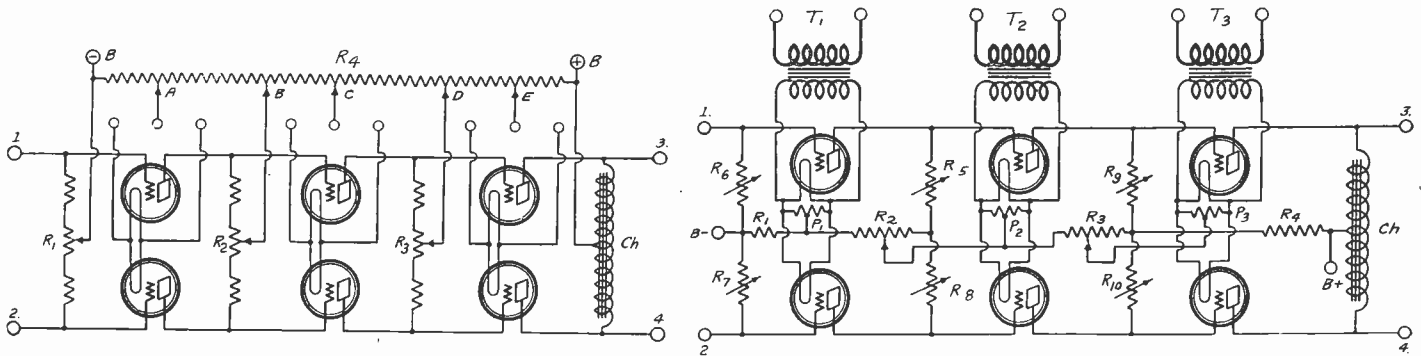 T1 T2 T3
⊖ B R4 ⊕ B
A B C D E
1. 3. 1. 3.
R6 R5 R9
P1 P2 P3
R1 R2 R3 Ch B- R1 R2 R3 R4 Ch
R7 R8 R10 B+
2. 4 2 4.